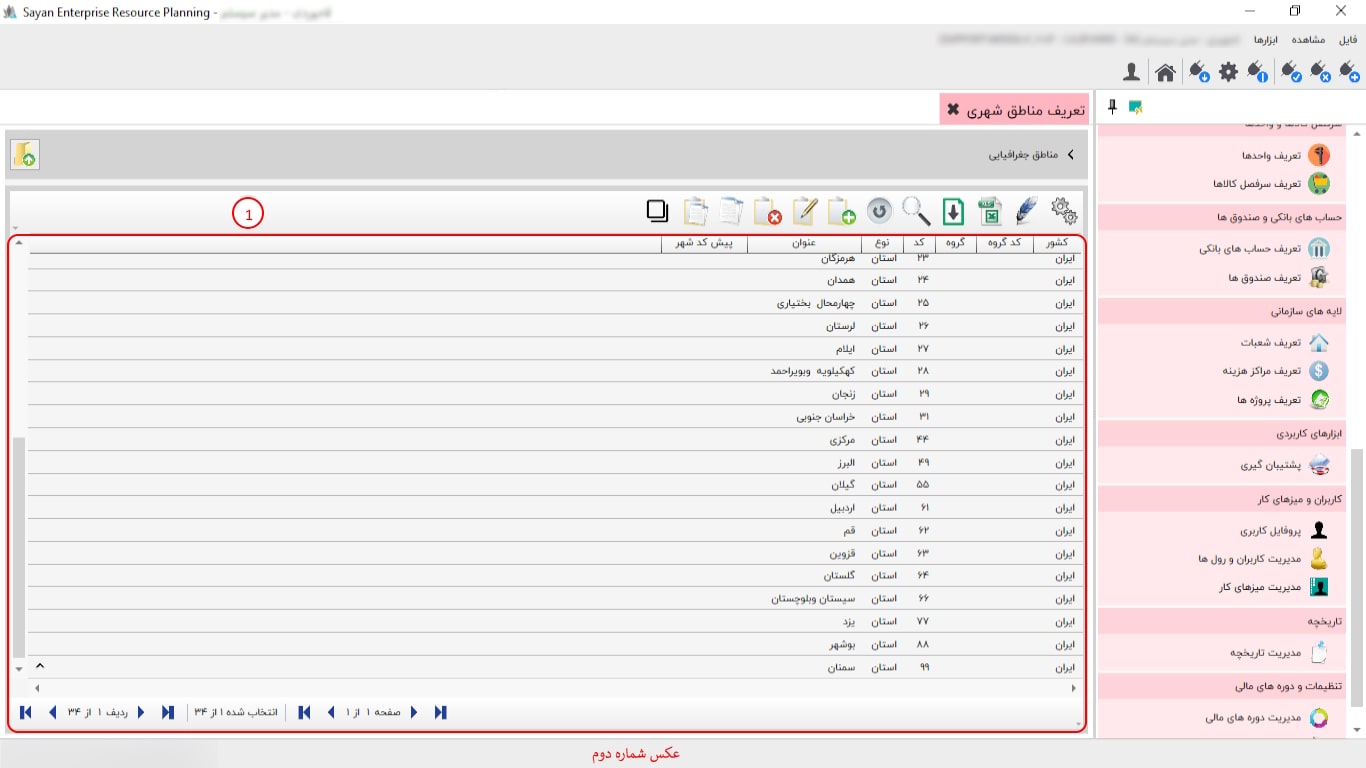 Sayan Enterprise Resource Planning -
فایل مشاهده ابزارها
تعریف مناطق شهری
مناطق جغرافیایی
1
کشور کد گروه گروه کد نوع عنوان پیش کد شهر
ایران ۲۳ استان هرمزگان
ایران ۲۴ استان همدان
ایران ۲۵ استان چهارمحال بختیاری
ایران ۲۶ استان لرستان
ایران ۲۷ استان ایلام
ایران ۲۸ استان کهکیلویه وبویراحمد
ایران ۲۹ استان زنجان
ایران ۳۱ استان خراسان جنوبی
ایران ۴۴ استان مرکزی
ایران ۴۹ استان البرز
ایران ۵۵ استان گیلان
ایران ۶۱ استان اردبیل
ایران ۶۲ استان قم
ایران ۶۳ استان قزوین
ایران ۶۴ استان گلستان
ایران ۶۶ استان سیستان وبلوچستان
ایران ۷۷ استان یزد
ایران ۸۸ استان بوشهر
ایران ۹۹ استان سمنان
صفحه ۱ از ۱ انتخاب شده ۱ از ۳۴ ردیف ۱ از ۳۴
سرفصل کالاها و واحدها
تعریف واحدها
تعریف سرفصل کالاها
حساب های بانکی و صندوق ها
تعریف حساب های بانکی
تعریف صندوق ها
لایه های سازمانی
تعریف شعبات
تعریف مراکز هزینه
تعریف پروژه ها
ابزارهای کاربردی
پشتیبان گیری
کاربران و میزهای کار
پروفایل کاربری
مدیریت کاربران و رول ها
مدیریت میزهای کار
تاریخچه
مدیریت تاریخچه
تنظیمات و دوره های مالی
مدیریت دوره های مالی
عکس شماره دوم